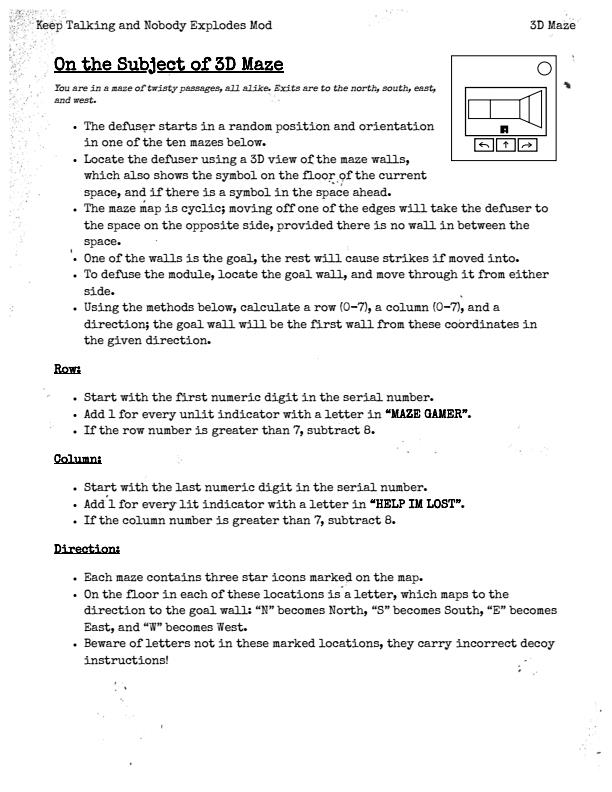 Keep Talking and Nobody Explodes Mod 3D Maze
On the Subject of 3D Maze
You are in a maze of twisty passages, all alike. Exits are to the north, south, east,
and west.
• The defuser starts in a random position and orientation
in one of the ten mazes below.
• Locate the defuser using a 3D view of the maze walls,
which also shows the symbol on the floor of the current
space, and if there is a symbol in the space ahead.
• The maze map is cyclic; moving off one of the edges will take the defuser to
the space on the opposite side, provided there is no wall in between the
space.
• One of the walls is the goal, the rest will cause strikes if moved into.
• To defuse the module, locate the goal wall, and move through it from either
side.
• Using the methods below, calculate a row (0-7), a column (0-7), and a
direction; the goal wall will be the first wall from these coordinates in
the given direction.
Row:
• Start with the first numeric digit in the serial number.
• Add 1 for every unlit indicator with a letter in “MAZE GAMER”.
• If the row number is greater than 7, subtract 8.
Column:
• Start with the last numeric digit in the serial number.
• Add 1 for every lit indicator with a letter in “HELP IM LOST”.
• If the column number is greater than 7, subtract 8.
Direction:
• Each maze contains three star icons marked on the map.
• On the floor in each of these locations is a letter, which maps to the
direction to the goal wall: “N” becomes North, “S” becomes South, “E” becomes
East, and “W” becomes West.
• Beware of letters not in these marked locations, they carry incorrect decoy
instructions!